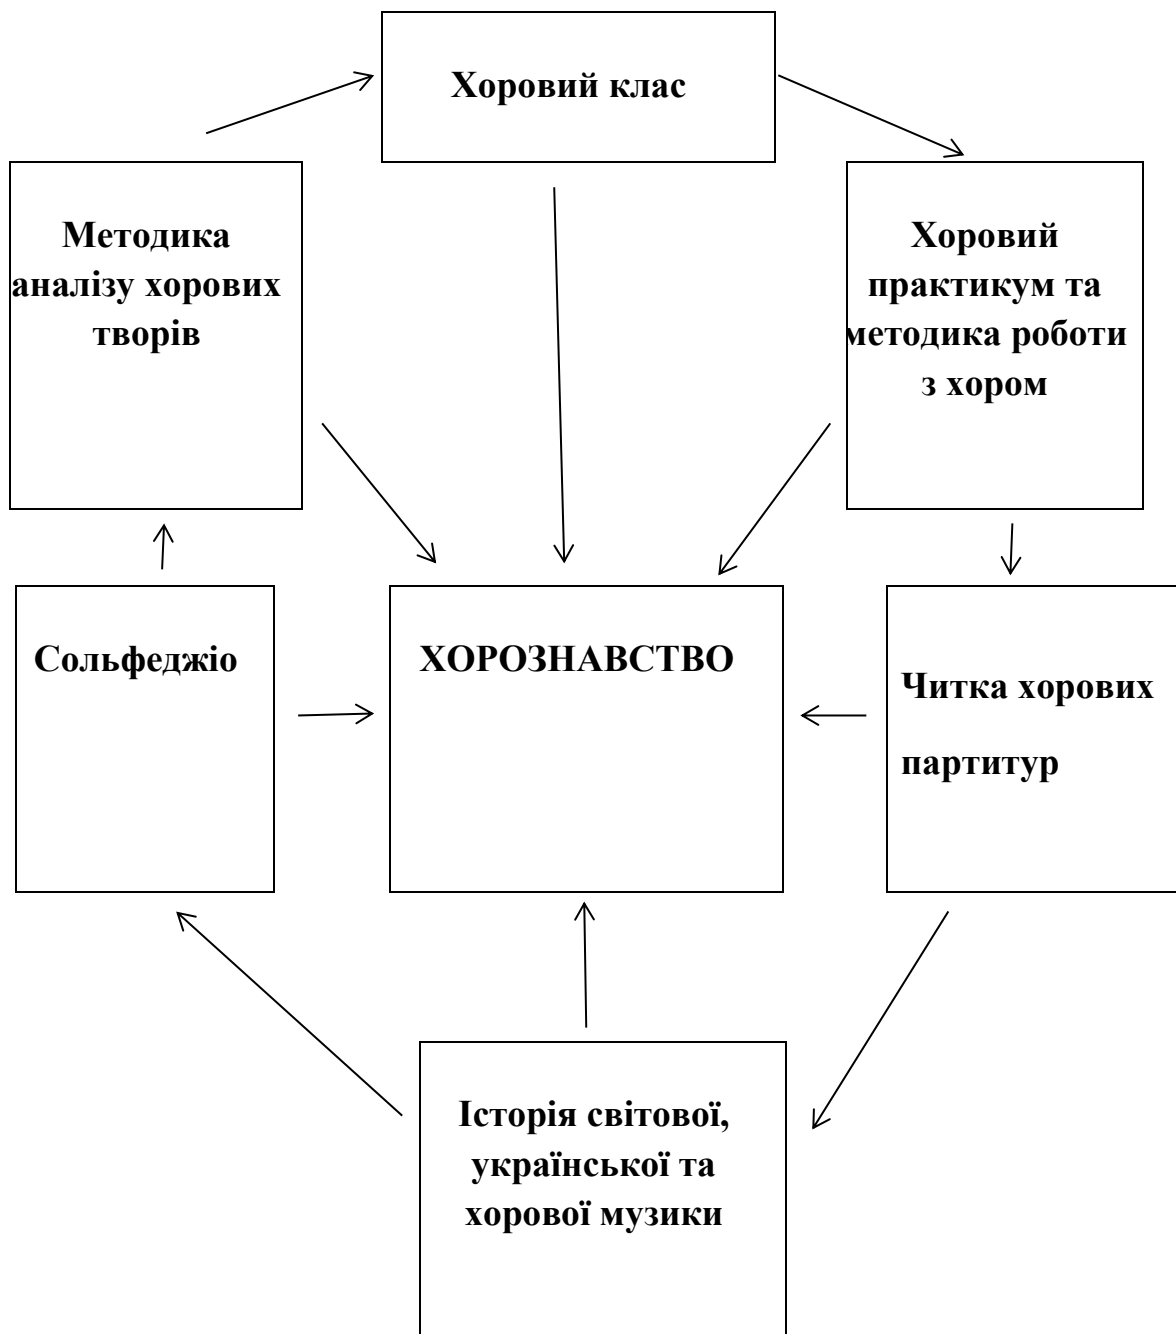 Хоровий клас
Методика
аналізу хорових
творів
Хоровий
практикум та
методика роботи
з хором
Сольфеджіо
ХОРОЗНАВСТВО
Читка хорових
партитур
Історія світової,
української та
хорової музики